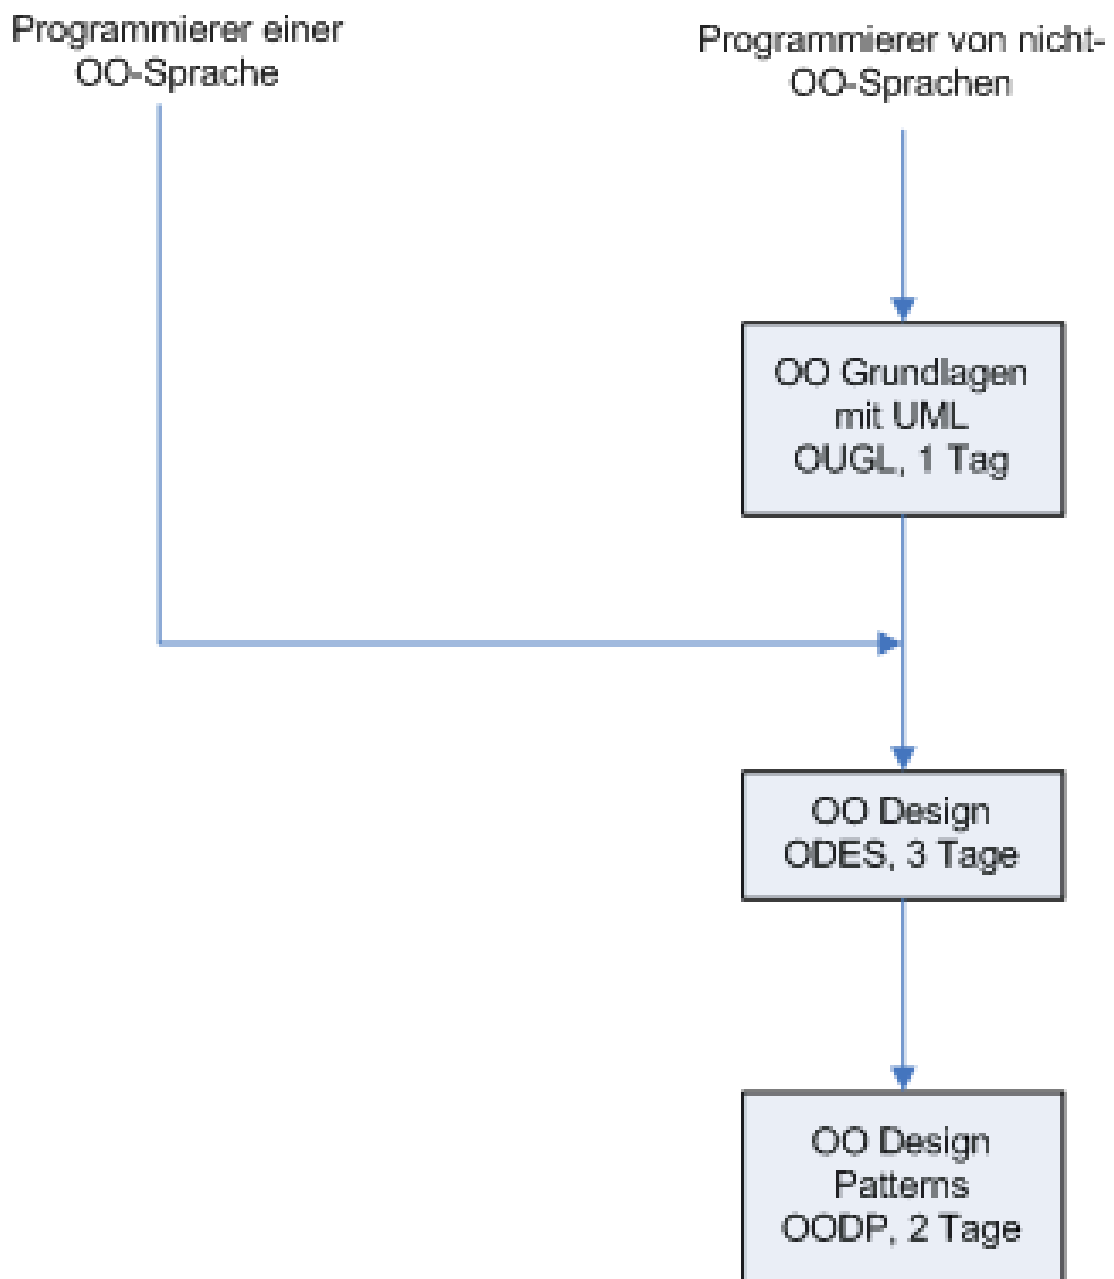 Programmierer einer
OO-Sprache
Programmierer von nicht-
OO-Sprachen
OO Grundlagen
mit UML
OUGL, 1 Tag
OO Design
ODES, 3 Tage
OO Design
Patterns
OODP, 2 Tage